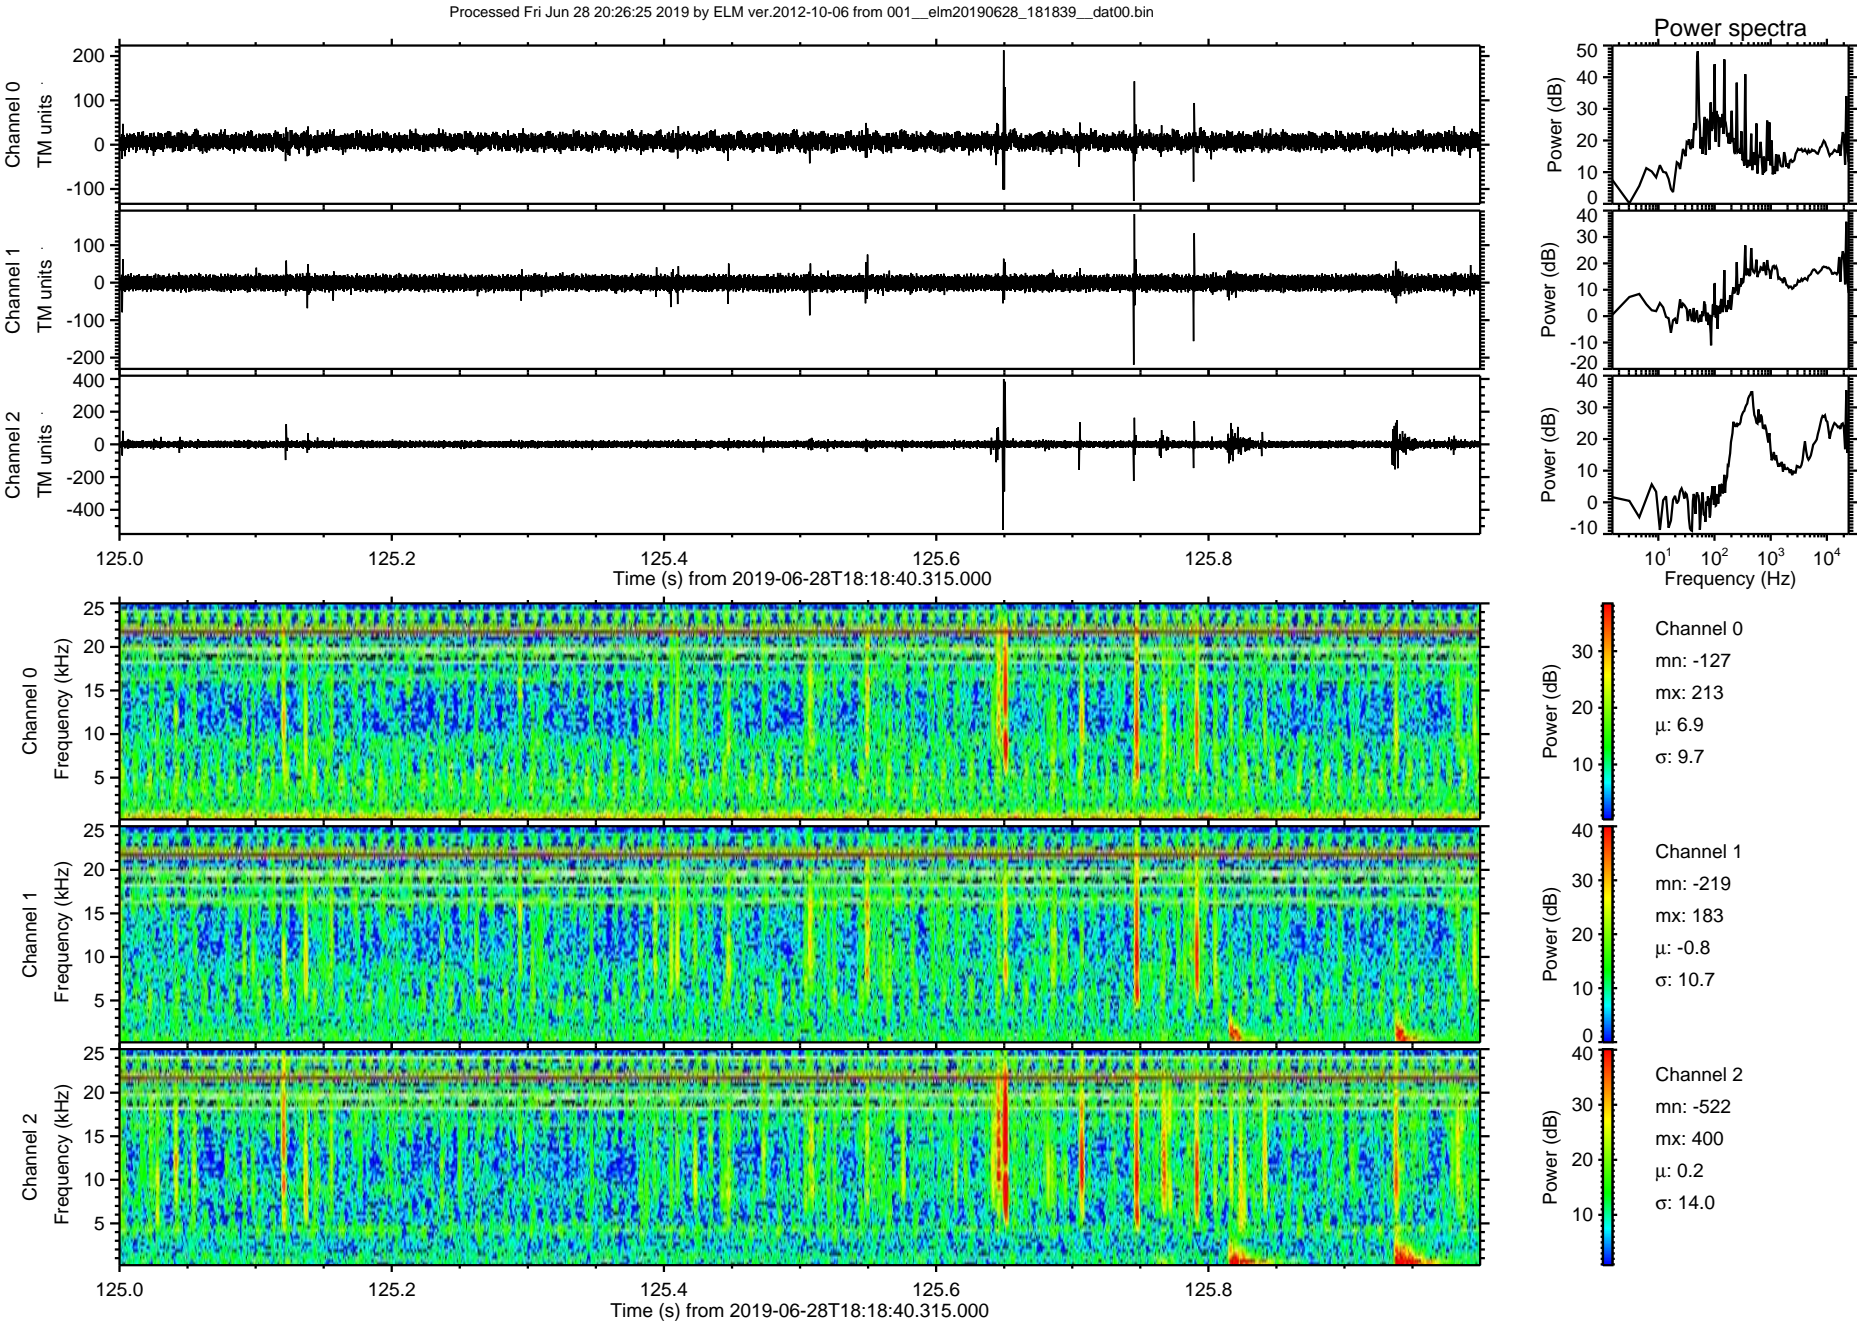 Processed Fri Jun 28 20:26:25 2019 by ELM ver.2012-10-06 from 001__elm20190628_181839__dat00.bin
Power spectra
Channel 0
TM units
200
100
0
-100
Power (dB)
50
40
30
20
10
0
Channel 1
TM units
100
0
-100
-200
Power (dB)
40
30
20
10
0
-10
-20
Channel 2
TM units
400
200
0
-200
-400
Power (dB)
40
30
20
10
0
-10
125.0 125.2 125.4 125.6 125.8
Time (s) from 2019-06-28T18:18:40.315.000
10¹ 10² 10³ 10⁴
Frequency (Hz)
Channel 0
Frequency (kHz)
25
20
15
10
5
Power (dB)
30
20
10
Channel 0
mn: -127
mx: 213
μ: 6.9
σ: 9.7
Channel 1
Frequency (kHz)
25
20
15
10
5
Power (dB)
40
30
20
10
0
Channel 1
mn: -219
mx: 183
μ: -0.8
σ: 10.7
Channel 2
Frequency (kHz)
25
20
15
10
5
Power (dB)
40
30
20
10
Channel 2
mn: -522
mx: 400
μ: 0.2
σ: 14.0
125.0 125.2 125.4 125.6 125.8
Time (s) from 2019-06-28T18:18:40.315.000